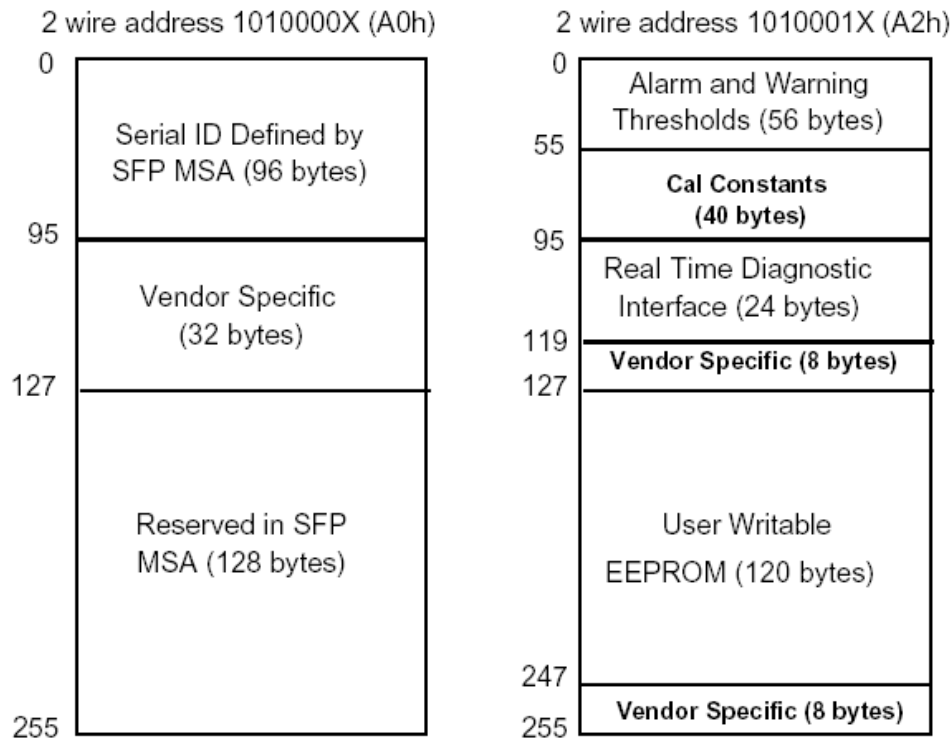 2 wire address 1010000X (A0h)
0
Serial ID Defined by
SFP MSA (96 bytes)
95
Vendor Specific
(32 bytes)
127
Reserved in SFP
MSA (128 bytes)
255
2 wire address 1010001X (A2h)
0
Alarm and Warning
Thresholds (56 bytes)
55
Cal Constants
(40 bytes)
95
Real Time Diagnostic
Interface (24 bytes)
119
Vendor Specific (8 bytes)
127
User Writable
EEPROM (120 bytes)
247
Vendor Specific (8 bytes)
255